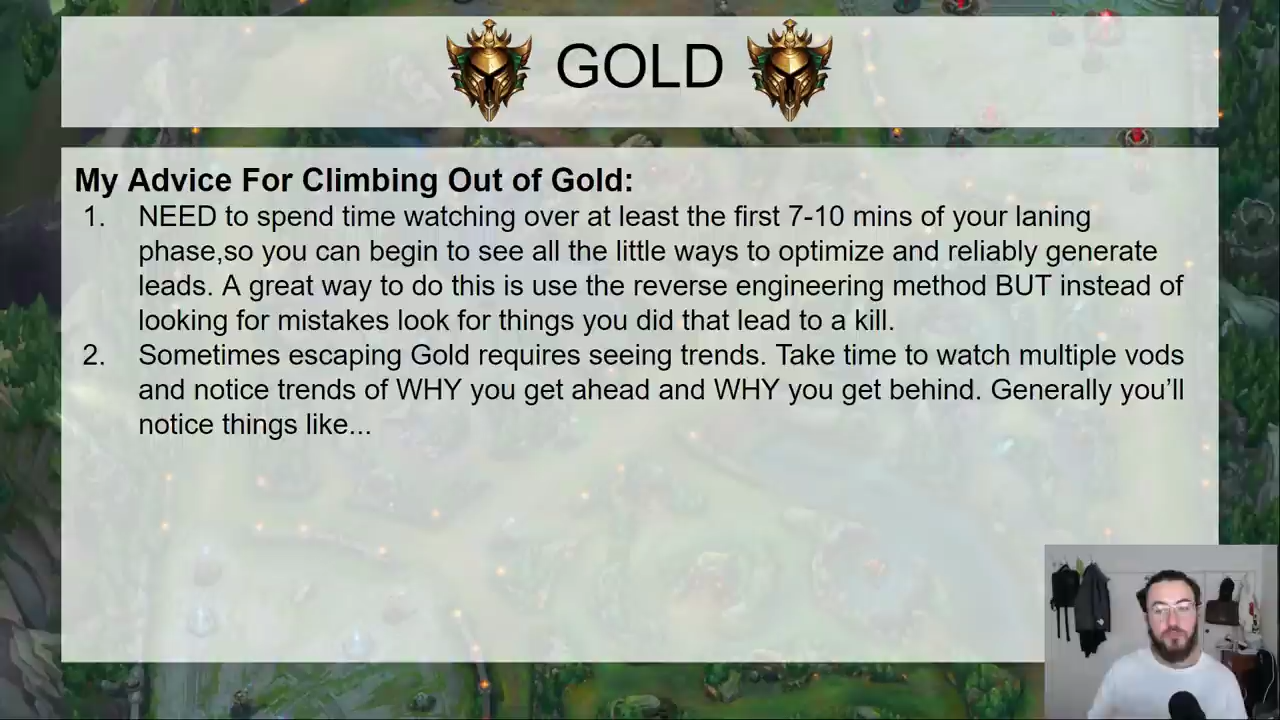 GOLD
My Advice For Climbing Out of Gold:
1. NEED to spend time watching over at least the first 7-10 mins of your laning
phase,so you can begin to see all the little ways to optimize and reliably generate
leads. A great way to do this is use the reverse engineering method BUT instead of
looking for mistakes look for things you did that lead to a kill.
2. Sometimes escaping Gold requires seeing trends. Take time to watch multiple vods
and notice trends of WHY you get ahead and WHY you get behind. Generally you’ll
notice things like...